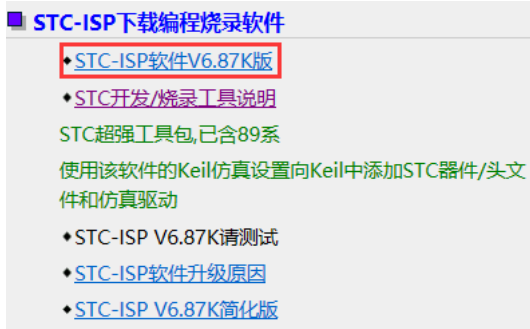 STC-ISP下载编程烧录软件
STC-ISP软件V6.87K版
STC开发/烧录工具说明
STC超强工具包,已含89系
使用该软件的Keil仿真设置向Keil中添加STC器件/头文
件和仿真驱动
STC-ISP V6.87K请测试
STC-ISP软件升级原因
STC-ISP V6.87K简化版